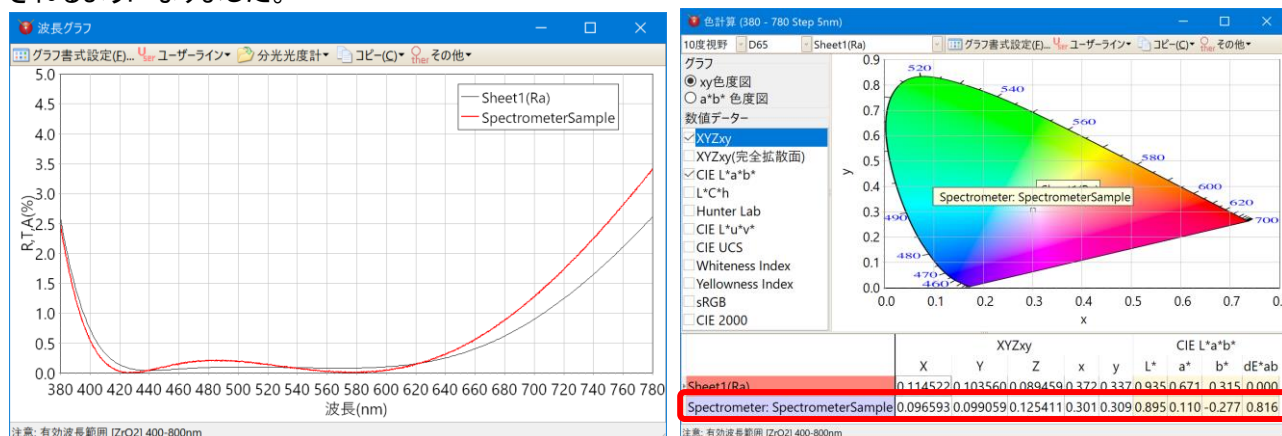 波長グラフ
グラフ書式設定(F)... User ユーザーライン 分光光度計 コピー(C) Other その他
5.0
4.5
4.0
3.5
3.0
2.5
2.0
1.5
1.0
0.5
0.0
R,T,A(%)
Sheet1(Ra)
SpectrometerSample
380 400 420 440 460 480 500 520 540 560 580 600 620 640 660 680 700 720 740 760 780
波長(nm)
注意: 有効波長範囲 [ZrO2] 400-800nm
色計算 (380 - 780 Step 5nm)
10度視野 D65 Sheet1(Ra) グラフ書式設定(F)... User ユーザーライン コピー(C) Other その他
グラフ
xy色度図
a*b* 色度図
数値データー
XYZxy
XYZxy(完全拡散面)
CIE L*a*b*
L*C*h
Hunter Lab
CIE L*u*v*
CIE UCS
Whiteness Index
Yellowness Index
sRGB
CIE 2000
0.9
0.8
0.7
0.6
0.5
0.4
0.3
0.2
0.1
0.0
y
520
540
560
580
600
620
700
490
480
470
460
Spectrometer: SpectrometerSample
0.0 0.1 0.2 0.3 0.4 0.5 0.6 0.7
x
XYZxy CIE L*a*b*
X Y Z x y L* a* b* dE*ab
Sheet1(Ra) 0.114522 0.103560 0.089459 0.372 0.337 0.935 0.671 0.315 0.000
Spectrometer: SpectrometerSample 0.096593 0.099059 0.125411 0.301 0.309 0.895 0.110 -0.277 0.816
注意: 有効波長範囲 [ZrO2] 400-800nm